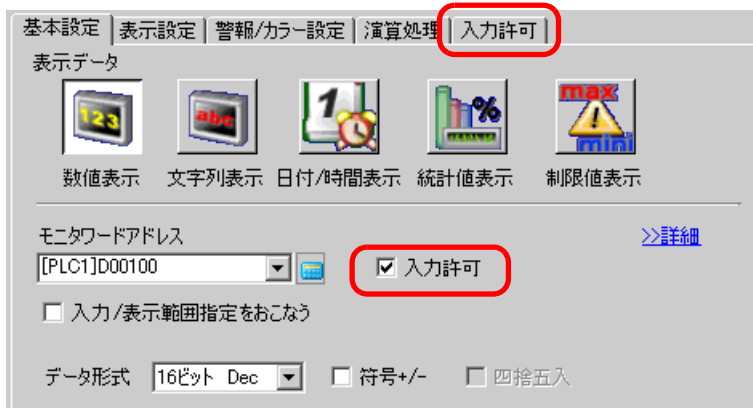 基本設定 表示設定 警報/カラー設定 演算処理 入力許可
表示データ
123 abc 1 % max mini
数値表示 文字列表示 日付/時間表示 統計値表示 制限値表示
モニタワードアドレス >>詳細
[PLC1]D00100 入力許可
入力/表示範囲指定をおこなう
データ形式 16ビット Dec 符号+/- 四捨五入